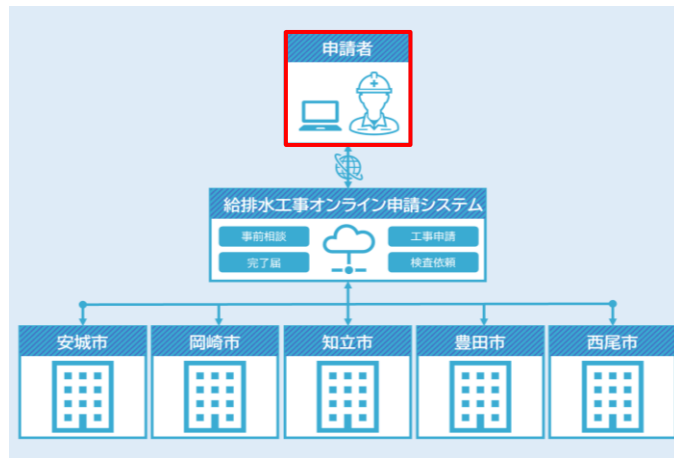 申請者
給排水工事オンライン申請システム
事前相談
工事申請
完了届
検査依頼
安城市
岡崎市
知立市
豊田市
西尾市